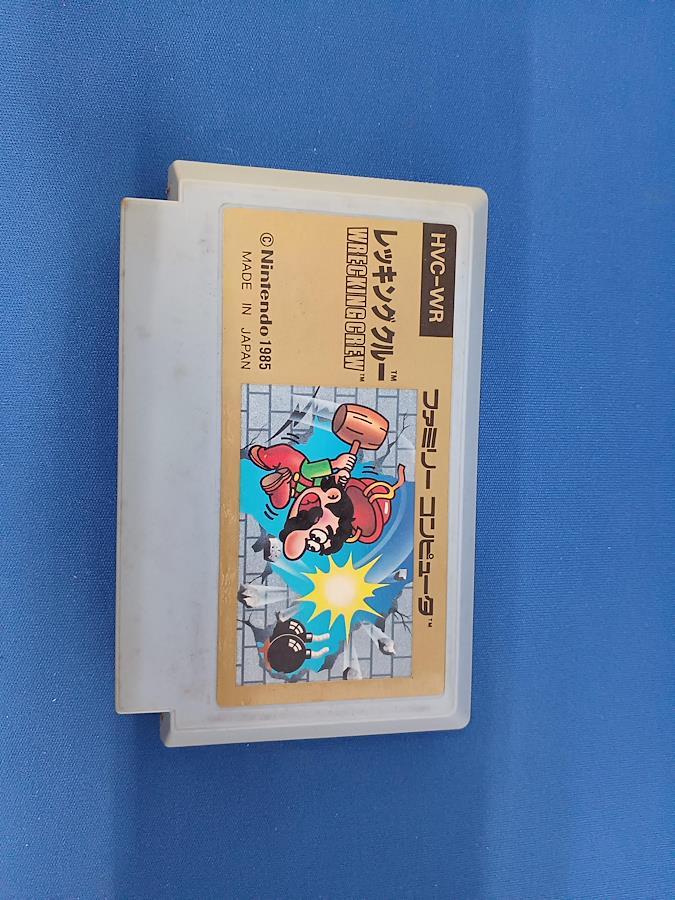 HVC-WR
ファミリー コンピュータ™
レッキングクルー™
WRECKING CREW™
©Nintendo 1985
MADE IN JAPAN